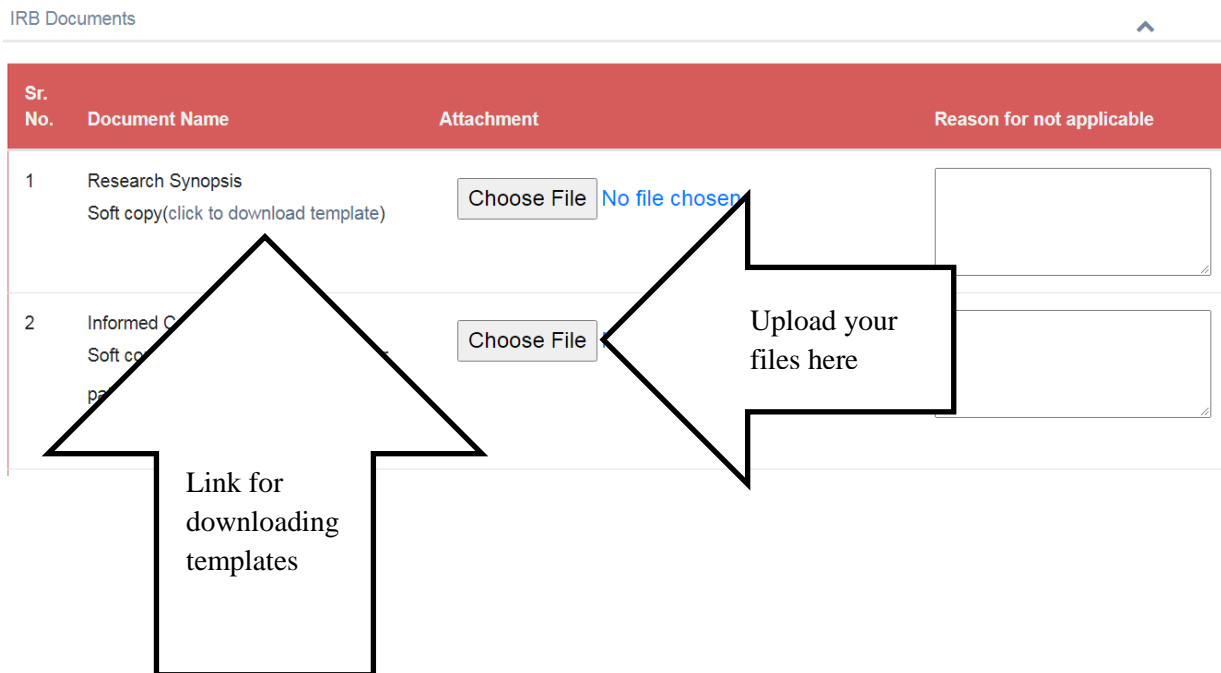 IRB Documents
Sr.
No. Document Name Attachment Reason for not applicable
1 Research Synopsis Choose File No file chosen
Soft copy(click to download template)
2 Informed
Soft Choose File
Upload your
files here
Link for
downloading
templates